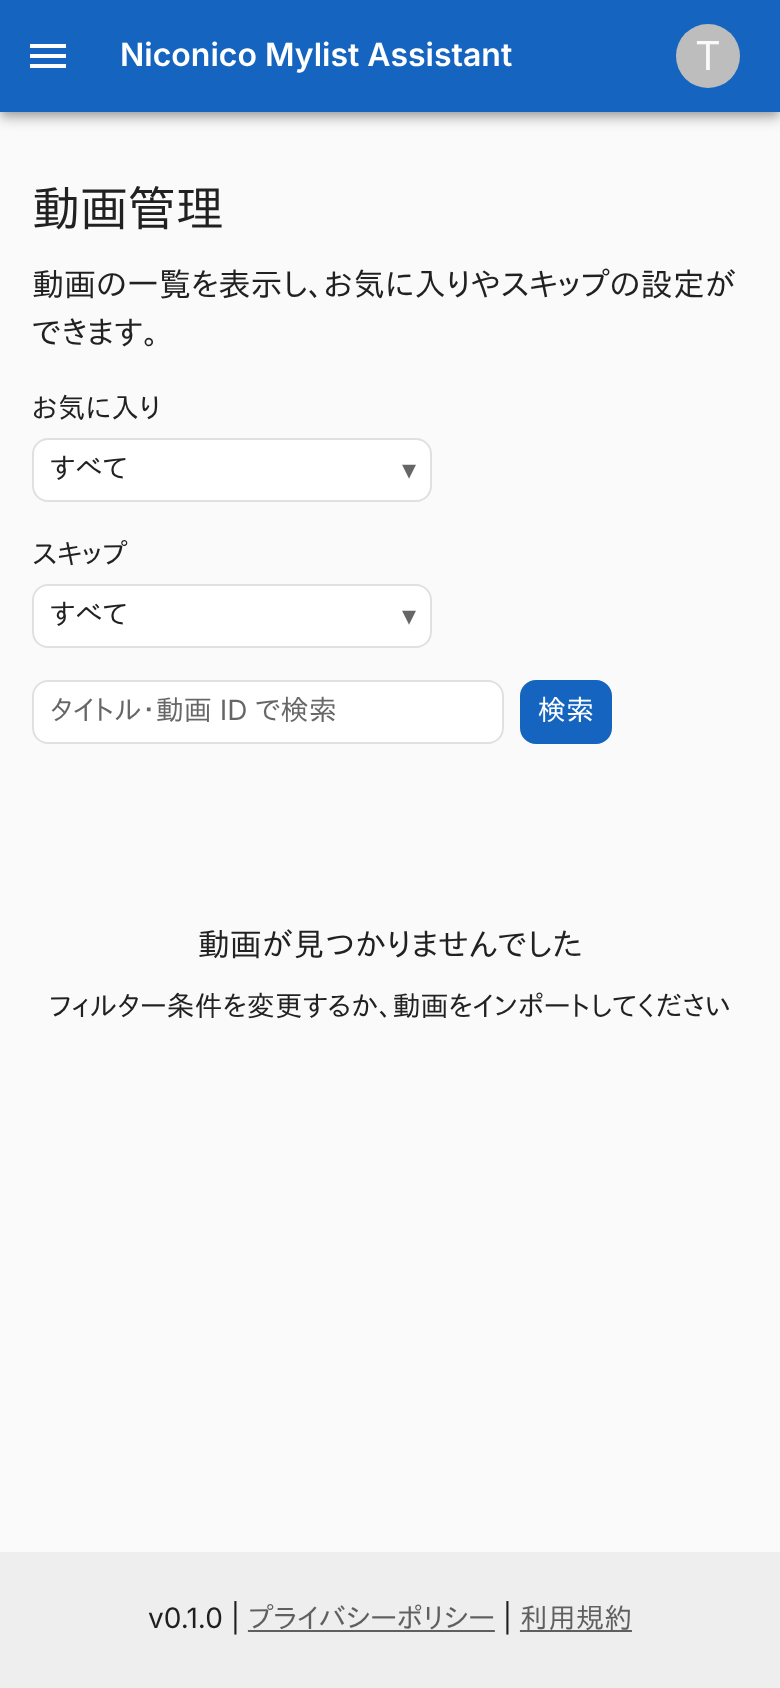 Niconico Mylist Assistant
T
動画管理
動画の一覧を表示し、お気に入りやスキップの設定が
できます。
お気に入り
すべて
スキップ
すべて
タイトル・動画 ID で検索
検索
動画が見つかりませんでした
フィルター条件を変更するか、動画をインポートしてください
v0.1.0 | プライバシーポリシー | 利用規約